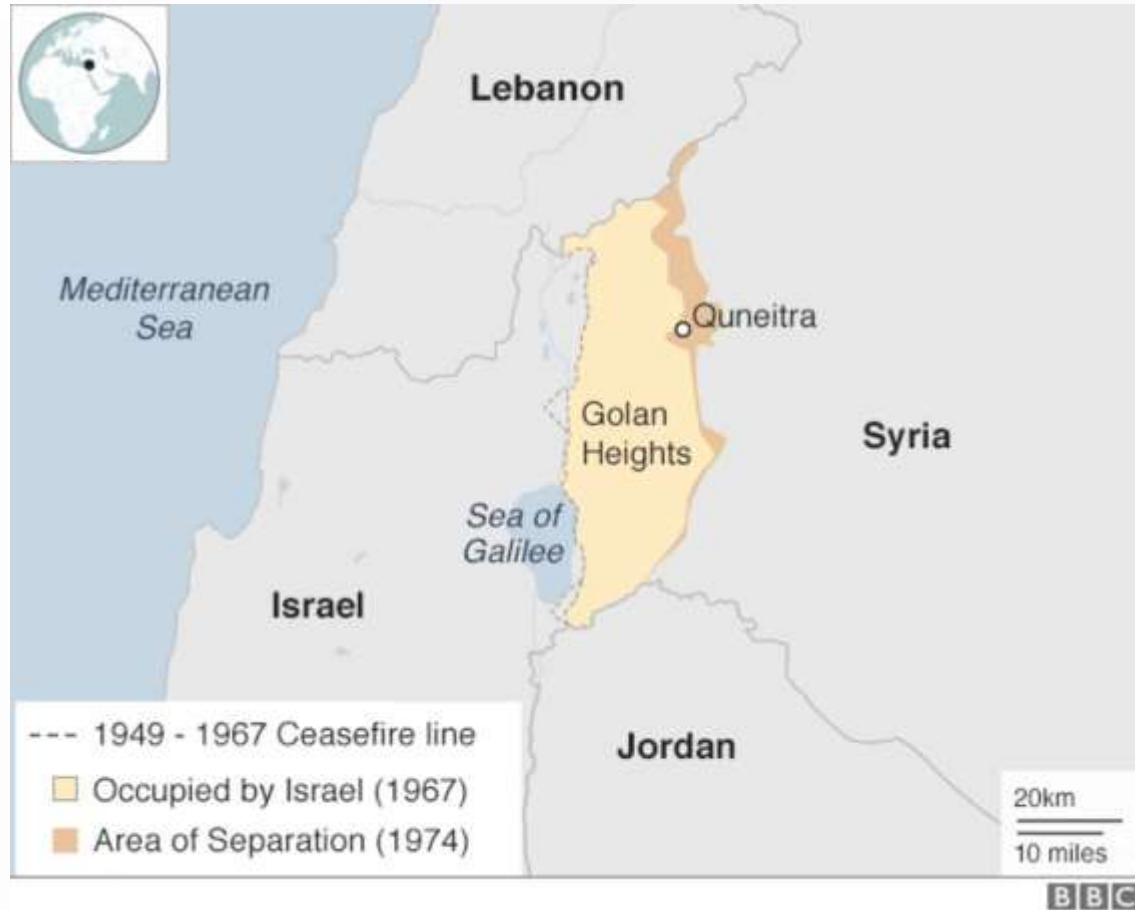 Lebanon
Mediterranean
Sea
Quneitra
Golan
Heights
Syria
Sea of
Galilee
Israel
Jordan
1949 - 1967 Ceasefire line
Occupied by Israel (1967)
Area of Separation (1974)
20km
10 miles
BBC